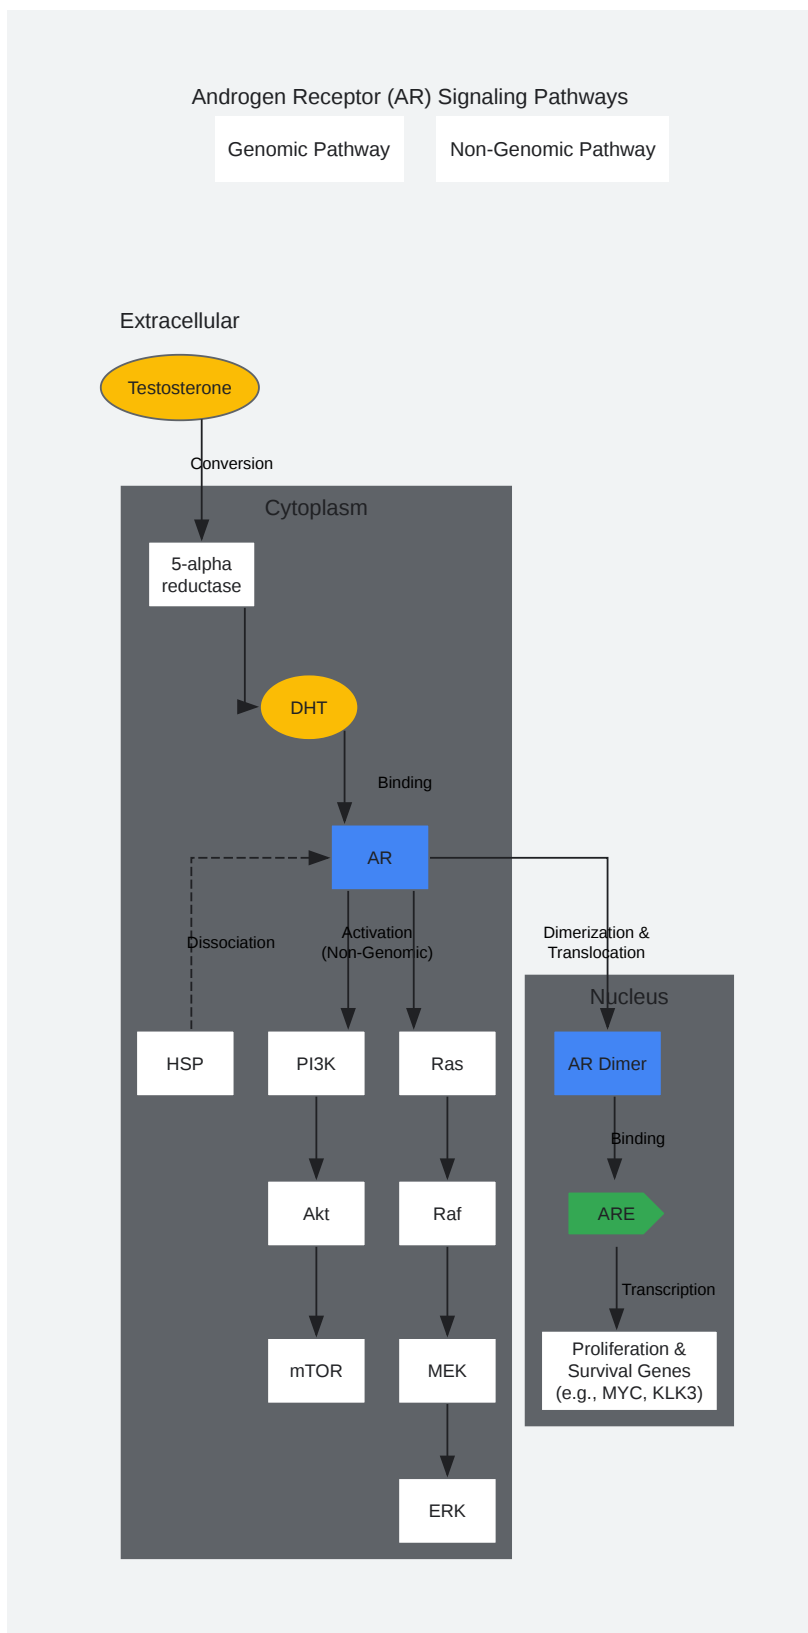 Androgen Receptor (AR) Signaling Pathways
Genomic Pathway
Non-Genomic Pathway
Extracellular
Testosterone
Conversion
Cytoplasm
5-alpha
reductase
DHT
Binding
AR
Dissociation
Activation
(Non-Genomic)
Dimerization &
Translocation
Nucleus
HSP
PI3K
Ras
AR Dimer
Binding
Akt
Raf
ARE
Transcription
mTOR
MEK
Proliferation &
Survival Genes
(e.g., MYC, KLK3)
ERK